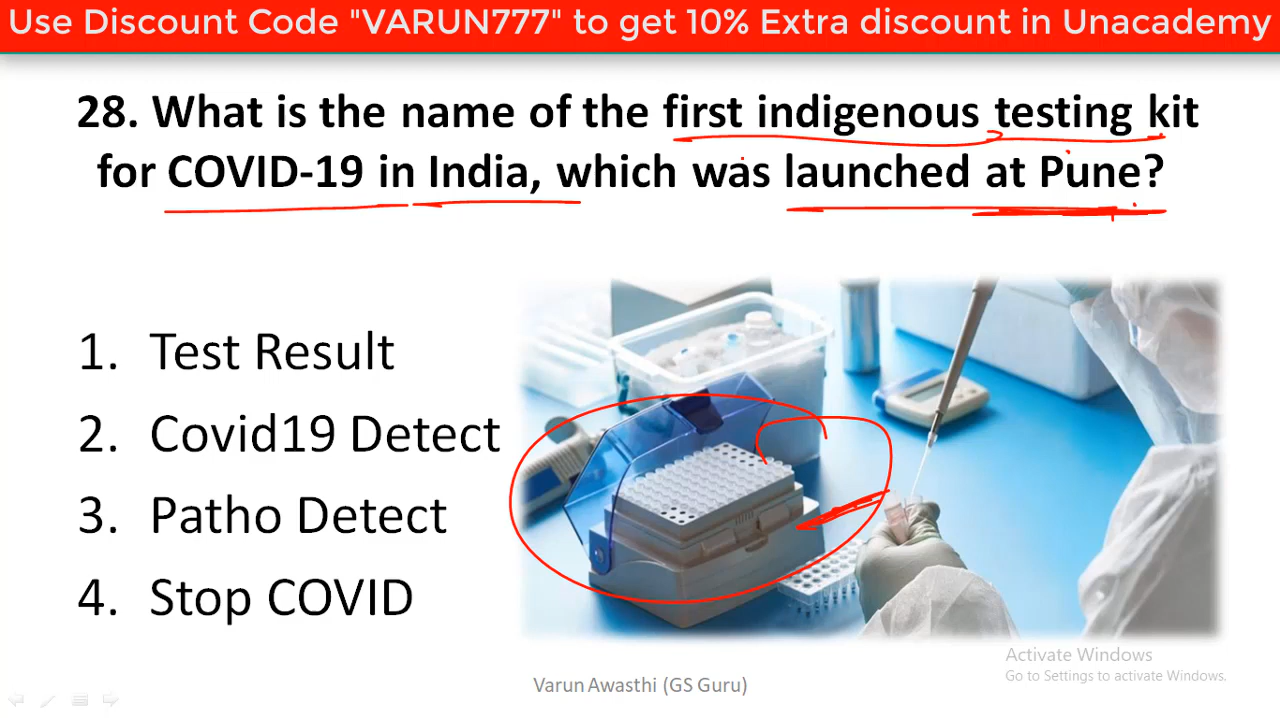 Use Discount Code "VARUN777" to get 10% Extra discount in Unacademy
28. What is the name of the first indigenous testing kit
for COVID-19 in India, which was launched at Pune?
1. Test Result
2. Covid19 Detect
3. Patho Detect
4. Stop COVID
Activate Windows
Go to Settings to activate Windows.
Varun Awasthi (GS Guru)